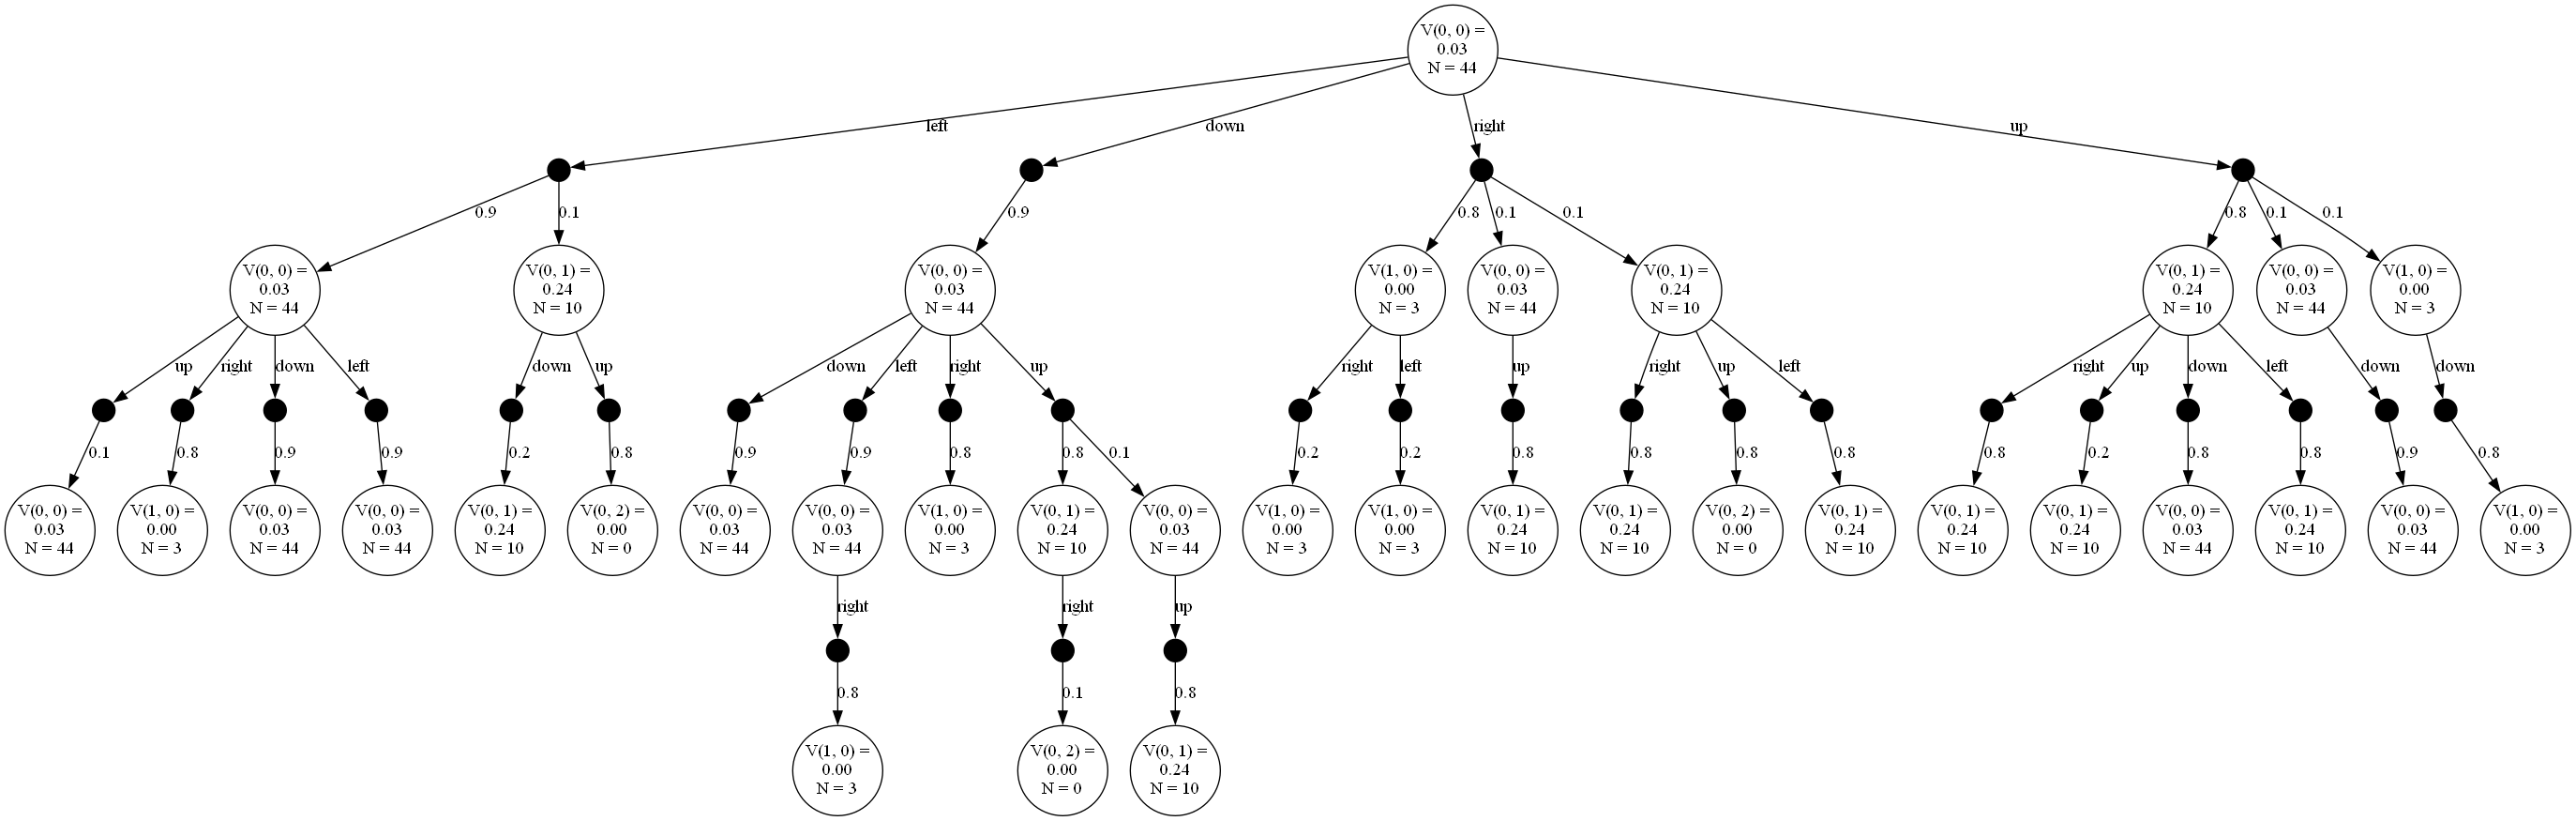 V(0, 0) =
0.03
N = 44
left
down
right
up
0.9
0.1
0.9
0.8
0.1
0.1
0.8
0.1
0.1
V(0, 0) =
0.03
N = 44
V(0, 1) =
0.24
N = 10
V(0, 0) =
0.03
N = 44
V(1, 0) =
0.00
N = 3
V(0, 0) =
0.03
N = 44
V(0, 1) =
0.24
N = 10
V(0, 1) =
0.24
N = 10
V(0, 0) =
0.03
N = 44
V(1, 0) =
0.00
N = 3
up
right
down
left
down
up
down
left
right
up
right
left
up
right
up
left
right
up
down
left
down
down
0.1
0.8
0.9
0.9
0.2
0.8
0.9
0.9
0.8
0.8
0.1
0.2
0.2
0.8
0.8
0.8
0.8
0.8
0.2
0.8
0.8
0.9
0.8
V(0, 0) =
0.03
N = 44
V(1, 0) =
0.00
N = 3
V(0, 0) =
0.03
N = 44
V(0, 0) =
0.03
N = 44
V(0, 1) =
0.24
N = 10
V(0, 2) =
0.00
N = 0
V(0, 0) =
0.03
N = 44
V(0, 0) =
0.03
N = 44
V(1, 0) =
0.00
N = 3
V(0, 1) =
0.24
N = 10
V(0, 0) =
0.03
N = 44
V(1, 0) =
0.00
N = 3
V(1, 0) =
0.00
N = 3
V(0, 1) =
0.24
N = 10
V(0, 1) =
0.24
N = 10
V(0, 2) =
0.00
N = 0
V(0, 1) =
0.24
N = 10
V(0, 1) =
0.24
N = 10
V(0, 1) =
0.24
N = 10
V(0, 0) =
0.03
N = 44
V(0, 1) =
0.24
N = 10
V(0, 0) =
0.03
N = 44
V(1, 0) =
0.00
N = 3
right
right
up
0.8
0.1
0.8
V(1, 0) =
0.00
N = 3
V(0, 2) =
0.00
N = 0
V(0, 1) =
0.24
N = 10